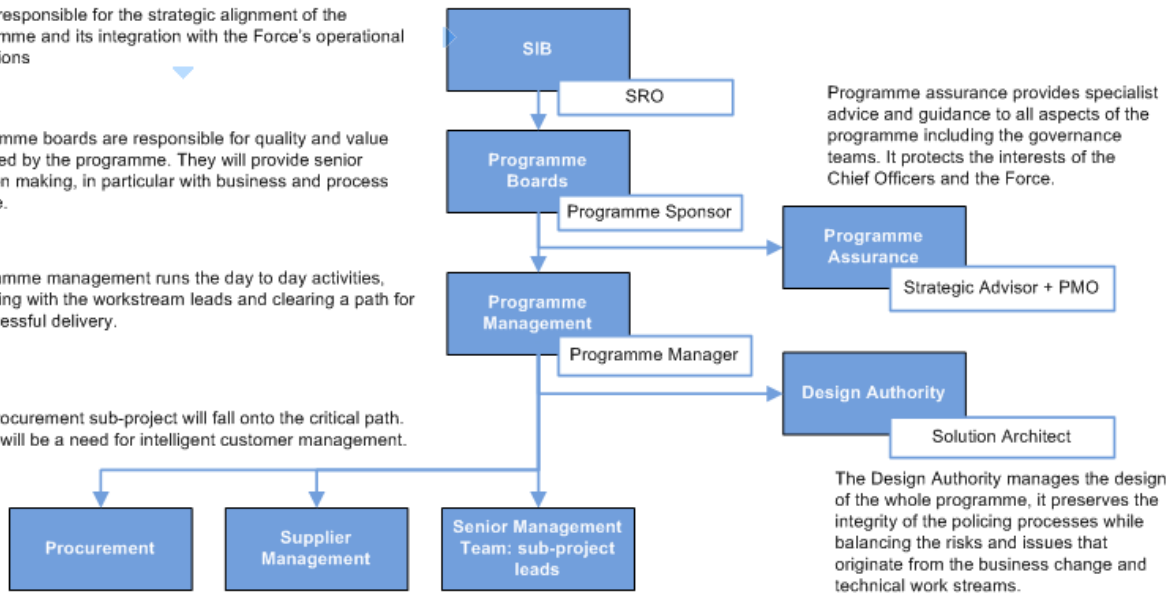 responsible for the strategic alignment of the
mme and its integration with the Force's operational
ions
SIB
SRO
mme boards are responsible for quality and value
ed by the programme. They will provide senior
n making, in particular with business and process
e.
Programme
Boards
Programme Sponsor
Programme assurance provides specialist
advice and guidance to all aspects of the
programme including the governance
teams. It protects the interests of the
Chief Officers and the Force.
Programme
Assurance
Strategic Advisor + PMO
amme management runs the day to day activities,
ing with the workstream leads and clearing a path for
essful delivery.
Programme
Management
Programme Manager
Design Authority
Solution Architect
rocurement sub-project will fall onto the critical path.
will be a need for intelligent customer management.
The Design Authority manages the design
of the whole programme, it preserves the
integrity of the policing processes while
balancing the risks and issues that
originate from the business change and
technical work streams.
Procurement
Supplier
Management
Senior Management
Team: sub-project
leads